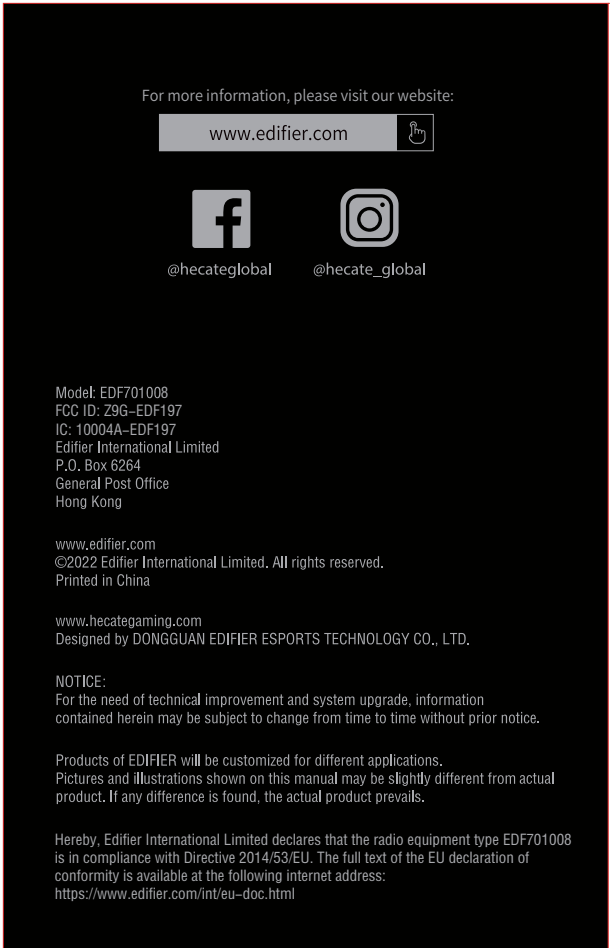 For more information, please visit our website:
www.edifier.com
@hecateglobal
@hecate_global
Model: EDF701008
FCC ID: Z9G-EDF197
IC: 10004A-EDF197
Edifier International Limited
P.O. Box 6264
General Post Office
Hong Kong
www.edifier.com
©2022 Edifier International Limited. All rights reserved.
Printed in China
www.hecategaming.com
Designed by DONGGUAN EDIFIER ESPORTS TECHNOLOGY CO., LTD.
NOTICE:
For the need of technical improvement and system upgrade, information
contained herein may be subject to change from time to time without prior notice.
Products of EDIFIER will be customized for different applications.
Pictures and illustrations shown on this manual may be slightly different from actual
product. If any difference is found, the actual product prevails.
Hereby, Edifier International Limited declares that the radio equipment type EDF701008
is in compliance with Directive 2014/53/EU. The full text of the EU declaration of
conformity is available at the following internet address:
https://www.edifier.com/int/eu-doc.html